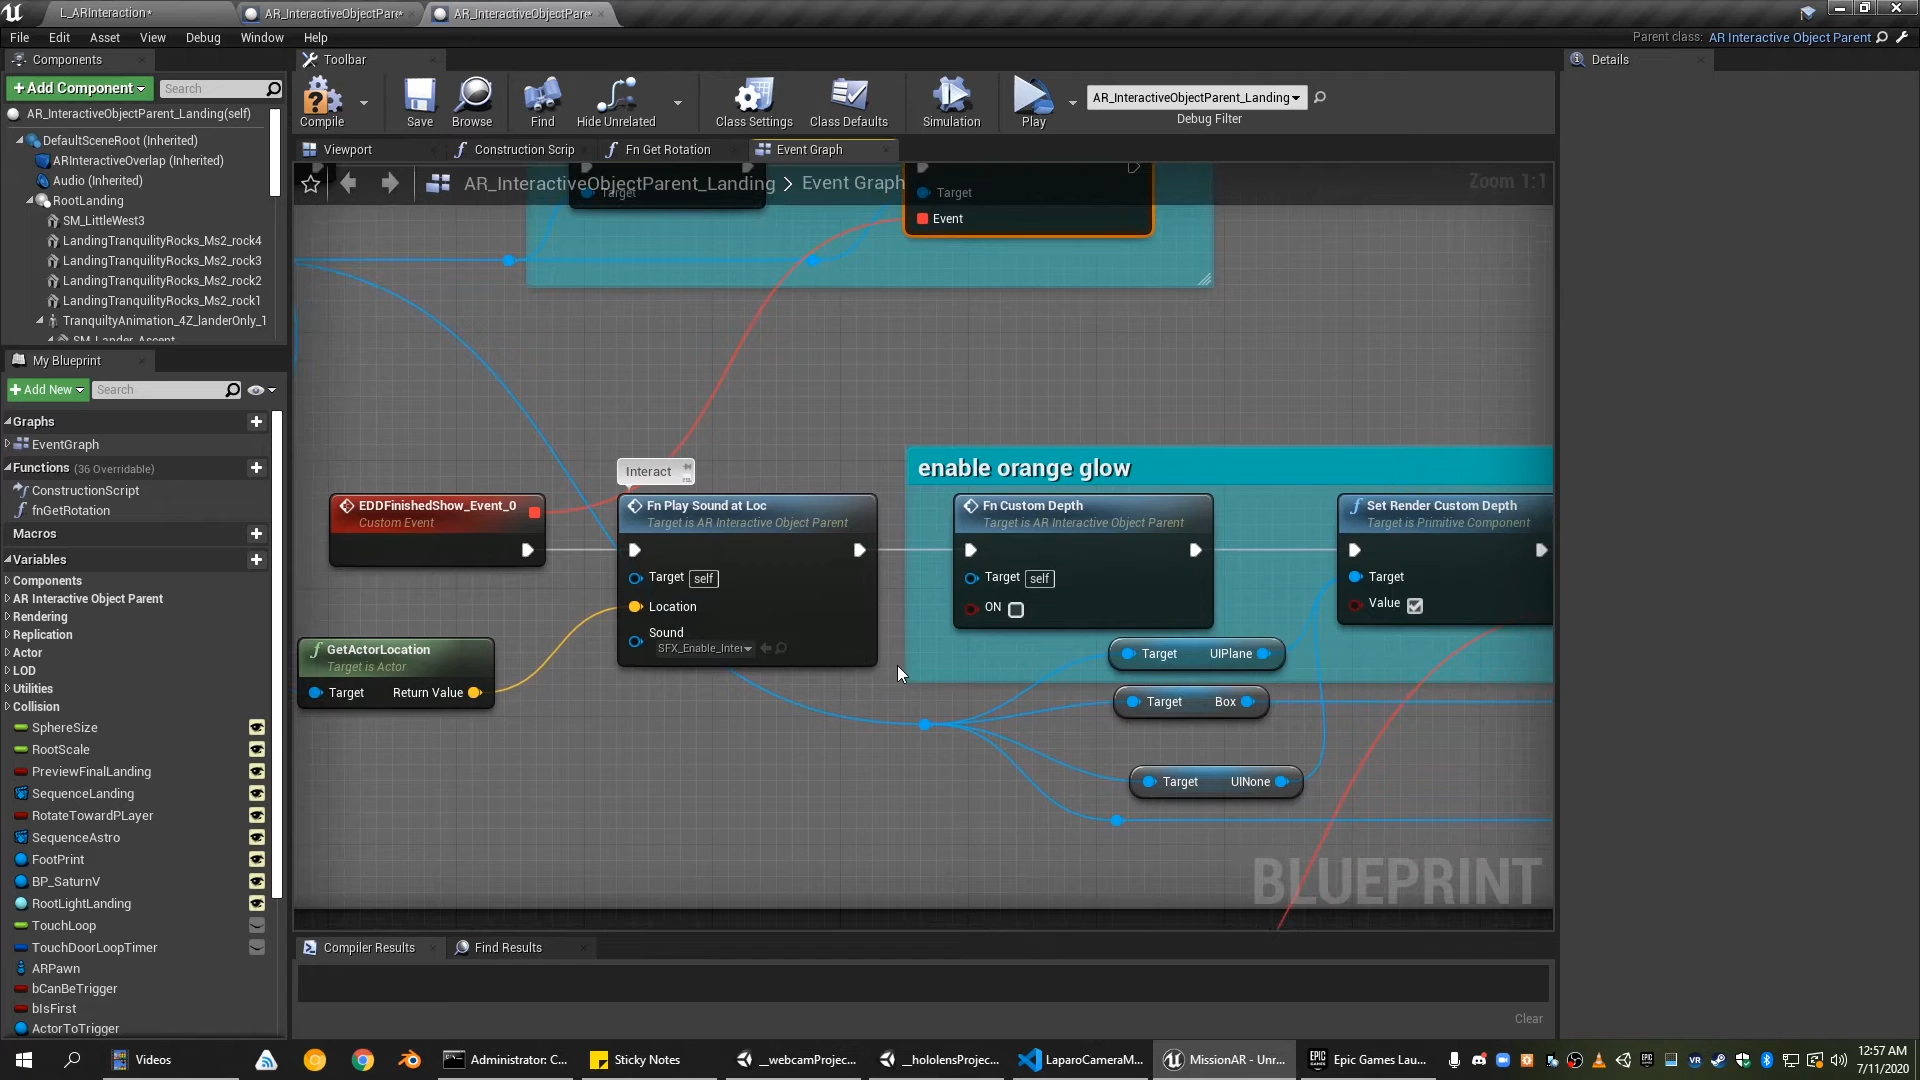 L_ARInteraction*
AR_InteractiveObjectPare*
AR_InteractiveObjectPare*
File Edit Asset View Debug Window Help
Parent class: AR Interactive Object Parent
Components
Toolbar
Details
+Add Component
Search
Compile
Save
Browse
Find
Hide Unrelated
Class Settings
Class Defaults
Simulation
Play
AR_InteractiveObjectParent_Landing
Debug Filter
AR_InteractiveObjectParent_Landing(self)
DefaultSceneRoot (Inherited)
ARInteractiveOverlap (Inherited)
Audio (Inherited)
RootLanding
SM_LittleWest3
LandingTranquilityRocks_Ms2_rock4
LandingTranquilityRocks_Ms2_rock3
LandingTranquilityRocks_Ms2_rock2
LandingTranquilityRocks_Ms2_rock1
TranquiltyAnimation_4Z_landerOnly_1
SM_Lander_Ascent
Viewport
Construction Scrip
Fn Get Rotation
Event Graph
AR_InteractiveObjectParent_Landing > Event Graph
Zoom 1:1
Target
Target
Event
My Blueprint
+Add New
Search
Graphs
EventGraph
Functions (36 Overridable)
ConstructionScript
fnGetRotation
Macros
Variables
Components
AR Interactive Object Parent
Rendering
Replication
Actor
LOD
Utilities
Collision
SphereSize
RootScale
PreviewFinalLanding
SequenceLanding
RotateTowardPLayer
SequenceAstro
FootPrint
BP_SaturnV
RootLightLanding
TouchLoop
TouchDoorLoopTimer
ARPawn
bCanBeTrigger
bIsFirst
ActorToTrigger
Interact
enable orange glow
EDDFinishedShow_Event_0
Custom Event
Fn Play Sound at Loc
Target is AR Interactive Object Parent
Target self
Location
Sound
SFX_Enable_Inter
Fn Custom Depth
Target is AR Interactive Object Parent
Target self
ON
Set Render Custom Depth
Target is Primitive Component
Target
Value
GetActorLocation
Target is Actor
Target Return Value
Target UIPlane
Target Box
Target UINone
BLUEPRINT
Compiler Results
Find Results
Clear
Videos
Administrator: C...
Sticky Notes
__webcamProjec...
__hololensProjec...
LaparoCameraM...
MissionAR - Unr...
EPIC GAMES
Epic Games Lau...
VR
12:57 AM
7/11/2020